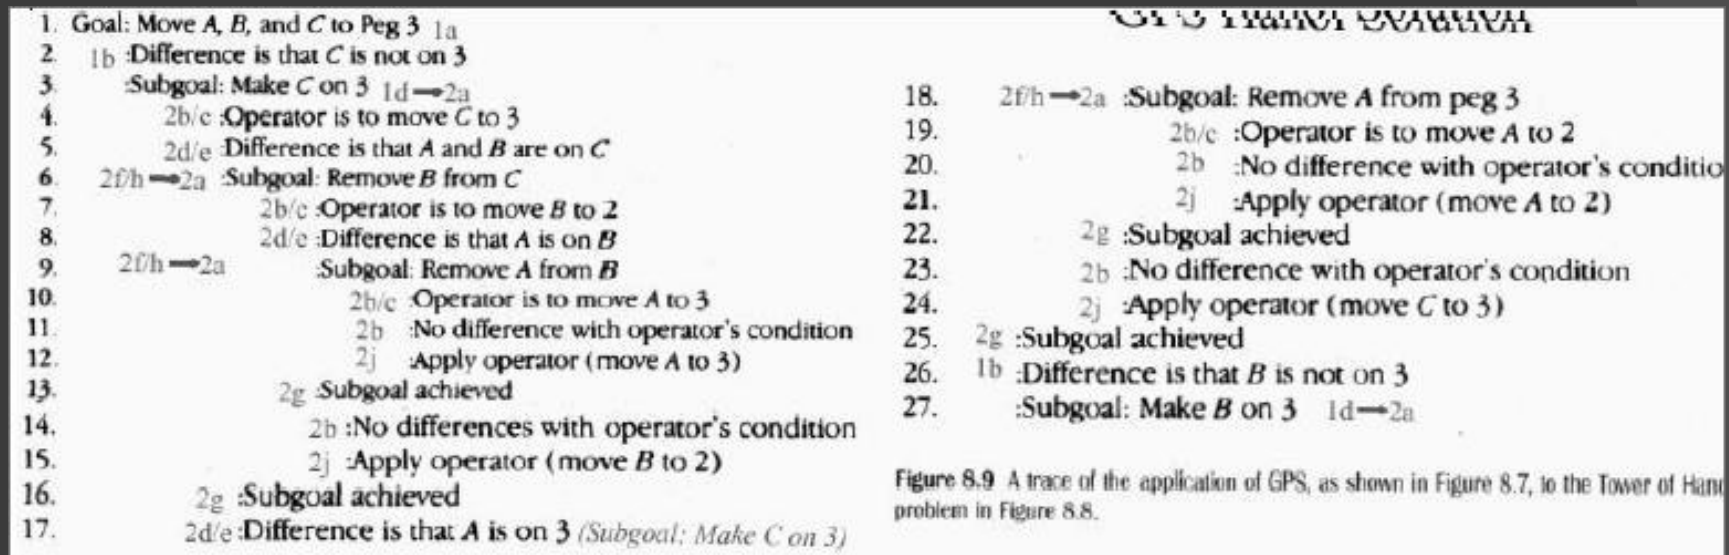 1. Goal: Move A, B, and C to Peg 3 1a
2 1b :Difference is that C is not on 3
3. :Subgoal: Make C on 3 1d→2a
4. 2b/c :Operator is to move C to 3
5. 2d/e :Difference is that A and B are on C
6. 2f/h→2a :Subgoal: Remove B from C
7. 2b/c :Operator is to move B to 2
8. 2d/e :Difference is that A is on B
9. 2f/h→2a :Subgoal: Remove A from B
10. 2b/c :Operator is to move A to 3
11. 2b :No difference with operator's condition
12. 2j :Apply operator (move A to 3)
13. 2g :Subgoal achieved
14. 2b :No differences with operator's condition
15. 2j :Apply operator (move B to 2)
16. 2g :Subgoal achieved
17. 2d/e :Difference is that A is on 3 (Subgoal: Make C on 3)
18. 2f/h→2a :Subgoal: Remove A from peg 3
19. 2b/c :Operator is to move A to 2
20. 2b :No difference with operator's conditio
21. 2j :Apply operator (move A to 2)
22. 2g :Subgoal achieved
23. 2b :No difference with operator's condition
24. 2j :Apply operator (move C to 3)
25. 2g :Subgoal achieved
26. 1b :Difference is that B is not on 3
27. :Subgoal: Make B on 3 1d→2a
Figure 8.9 A trace of the application of GPS, as shown in Figure 8.7, to the Tower of Hano
problem in Figure 8.8.